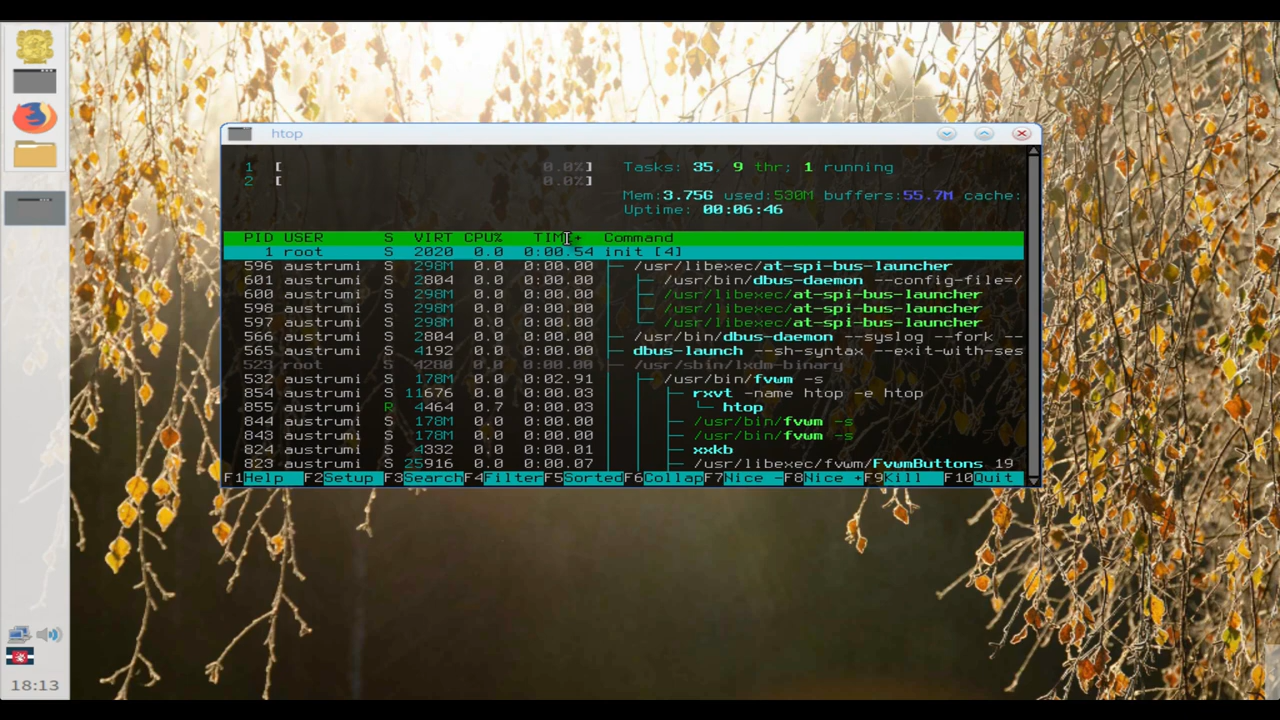 htop
1 [ 0.0%]
2 [ 0.0%]
Tasks: 35, 9 thr; 1 running
Mem:3.75G used:530M buffers:55.7M cache:
Uptime: 00:06:46
PID USER S VIRT CPU% TIME+ Command
1 root S 2020 0.0 0:00.54 init [4]
596 austrumi S 298M 0.0 0:00.00 /usr/libexec/at-spi-bus-launcher
601 austrumi S 2804 0.0 0:00.00 /usr/bin/dbus-daemon --config-file=/
600 austrumi S 298M 0.0 0:00.00 /usr/libexec/at-spi-bus-launcher
598 austrumi S 298M 0.0 0:00.00 /usr/libexec/at-spi-bus-launcher
597 austrumi S 298M 0.0 0:00.00 /usr/libexec/at-spi-bus-launcher
566 austrumi S 2804 0.0 0:00.00 /usr/bin/dbus-daemon --syslog --fork --
565 austrumi S 4192 0.0 0:00.00 dbus-launch --sh-syntax --exit-with-ses
523 root S 4280 0.0 0:00.00 /usr/sbin/lxdm-binary
532 austrumi S 178M 0.0 0:02.91 /usr/bin/fvwm -s
854 austrumi S 11676 0.0 0:00.03 rxvt -name htop -e htop
855 austrumi R 4464 0.7 0:00.03 htop
844 austrumi S 178M 0.0 0:00.00 /usr/bin/fvwm -s
843 austrumi S 178M 0.0 0:00.00 /usr/bin/fvwm -s
824 austrumi S 4332 0.0 0:00.01 xxkb
823 austrumi S 25916 0.0 0:00.07 /usr/libexec/fvwm/FvwmButtons 19
F1Help F2Setup F3SearchF4FilterF5SortedF6CollapF7Nice -F8Nice +F9Kill F10Quit
18:13